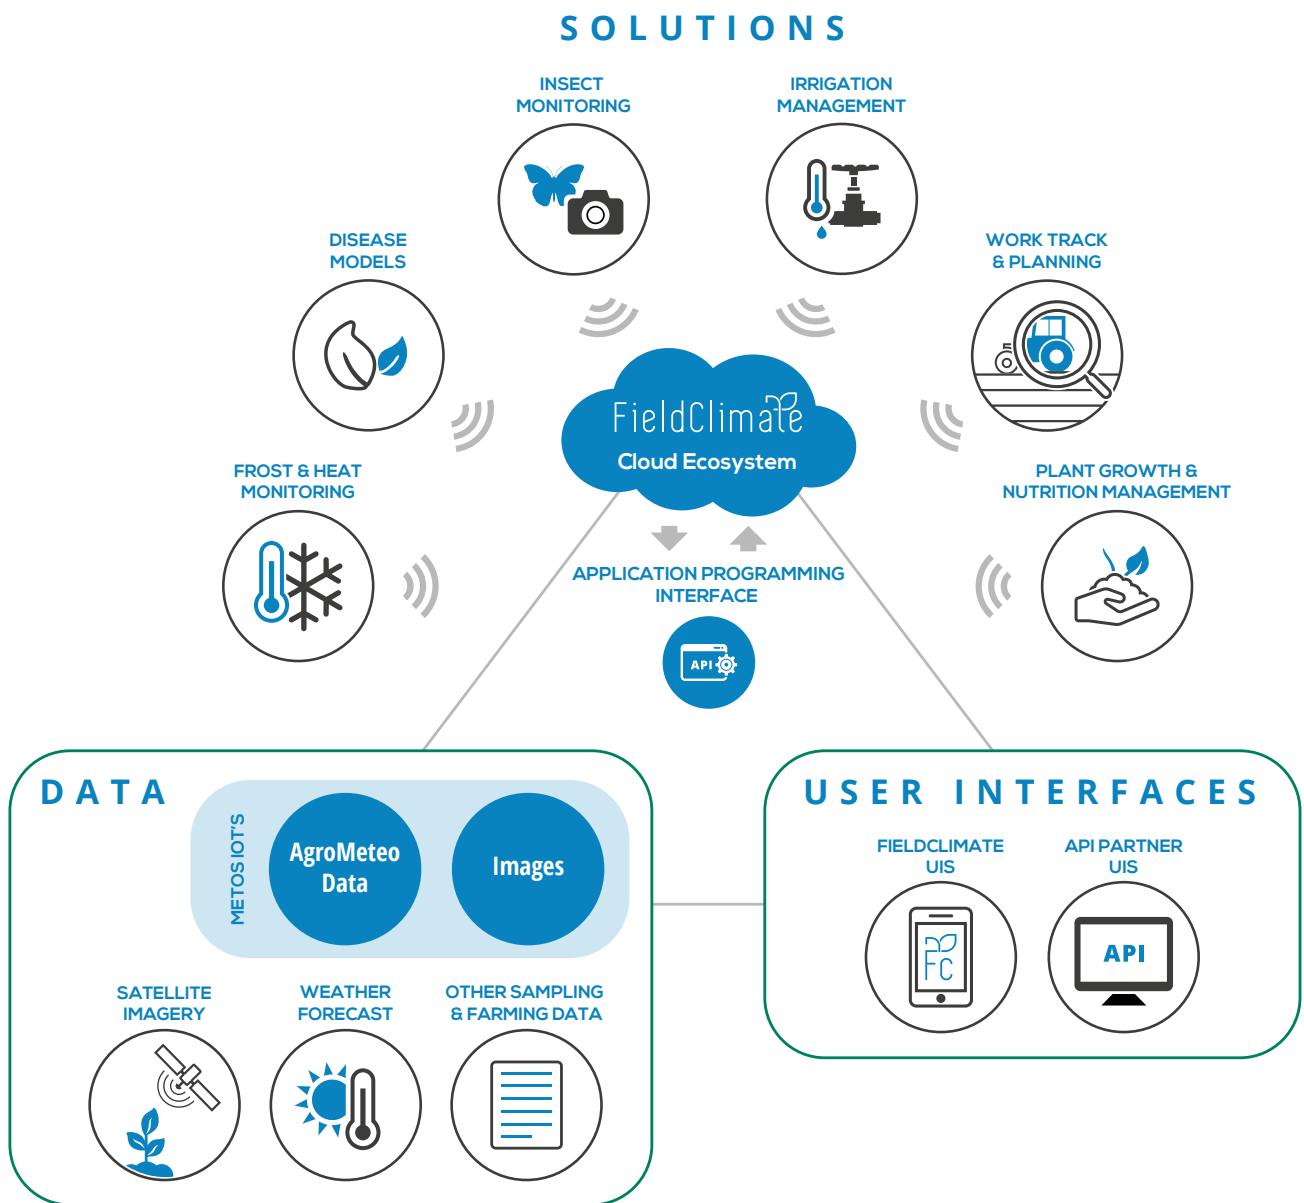 SOLUTIONS
INSECT
MONITORING
IRRIGATION
MANAGEMENT
DISEASE
MODELS
WORK TRACK
& PLANNING
FieldClimate
Cloud Ecosystem
FROST & HEAT
MONITORING
PLANT GROWTH &
NUTRITION MANAGEMENT
APPLICATION PROGRAMMING
INTERFACE
API
DATA
METOS IOT'S
AgroMeteo
Data
Images
SATELLITE
IMAGERY
WEATHER
FORECAST
OTHER SAMPLING
& FARMING DATA
USER INTERFACES
FIELDCLIMATE
UIS
API PARTNER
UIS
FC
API